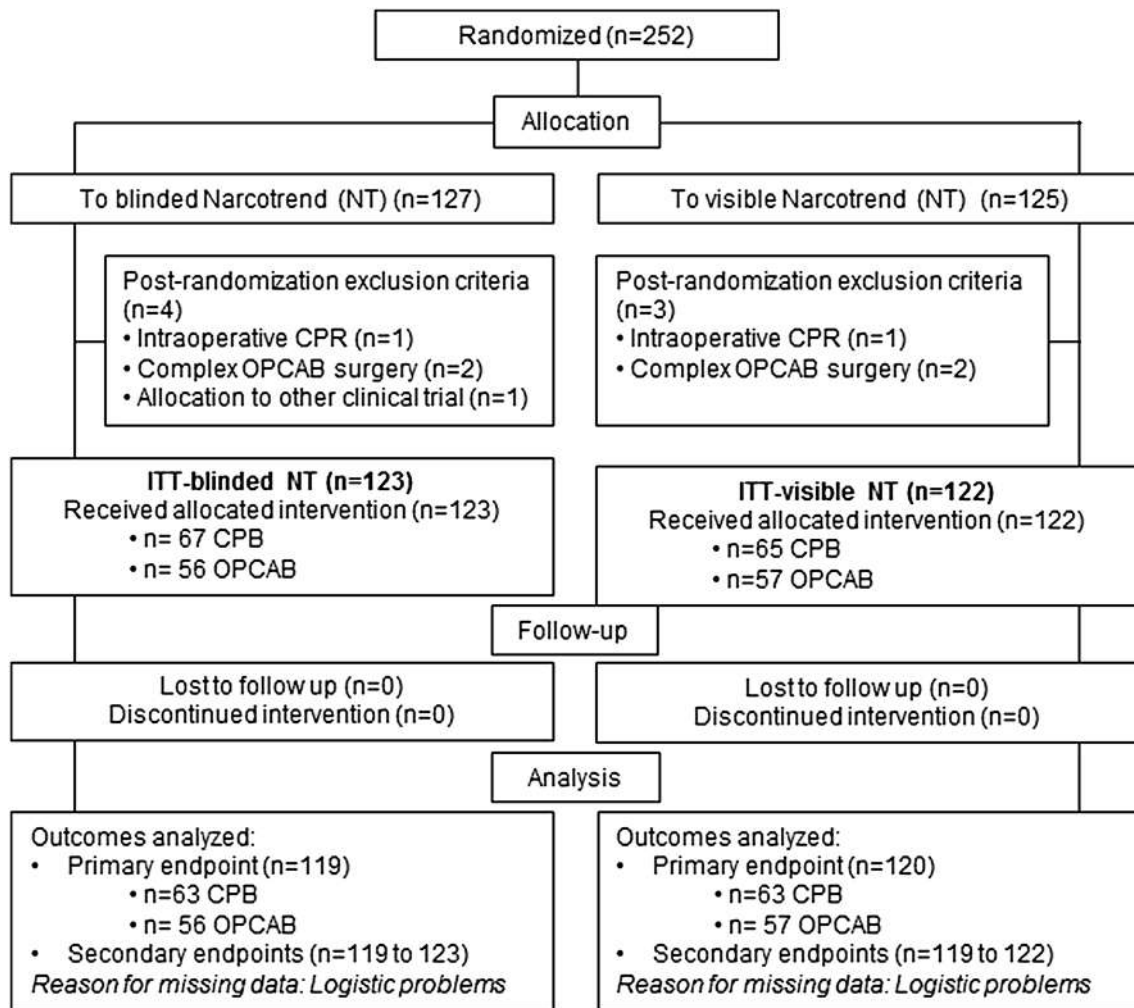 Randomized (n=252)
Allocation
To blinded Narcotrend (NT) (n=127)
To visible Narcotrend (NT) (n=125)
Post-randomization exclusion criteria
(n=4)
• Intraoperative CPR (n=1)
• Complex OPCAB surgery (n=2)
• Allocation to other clinical trial (n=1)
Post-randomization exclusion criteria
(n=3)
• Intraoperative CPR (n=1)
• Complex OPCAB surgery (n=2)
ITT-blinded NT (n=123)
Received allocated intervention (n=123)
• n= 67 CPB
• n= 56 OPCAB
ITT-visible NT (n=122)
Received allocated intervention (n=122)
• n=65 CPB
• n=57 OPCAB
Follow-up
Lost to follow up (n=0)
Discontinued intervention (n=0)
Lost to follow up (n=0)
Discontinued intervention (n=0)
Analysis
Outcomes analyzed:
• Primary endpoint (n=119)
• n=63 CPB
• n= 56 OPCAB
• Secondary endpoints (n=119 to 123)
Reason for missing data: Logistic problems
Outcomes analyzed:
• Primary endpoint (n=120)
• n=63 CPB
• n= 57 OPCAB
• Secondary endpoints (n=119 to 122)
Reason for missing data: Logistic problems